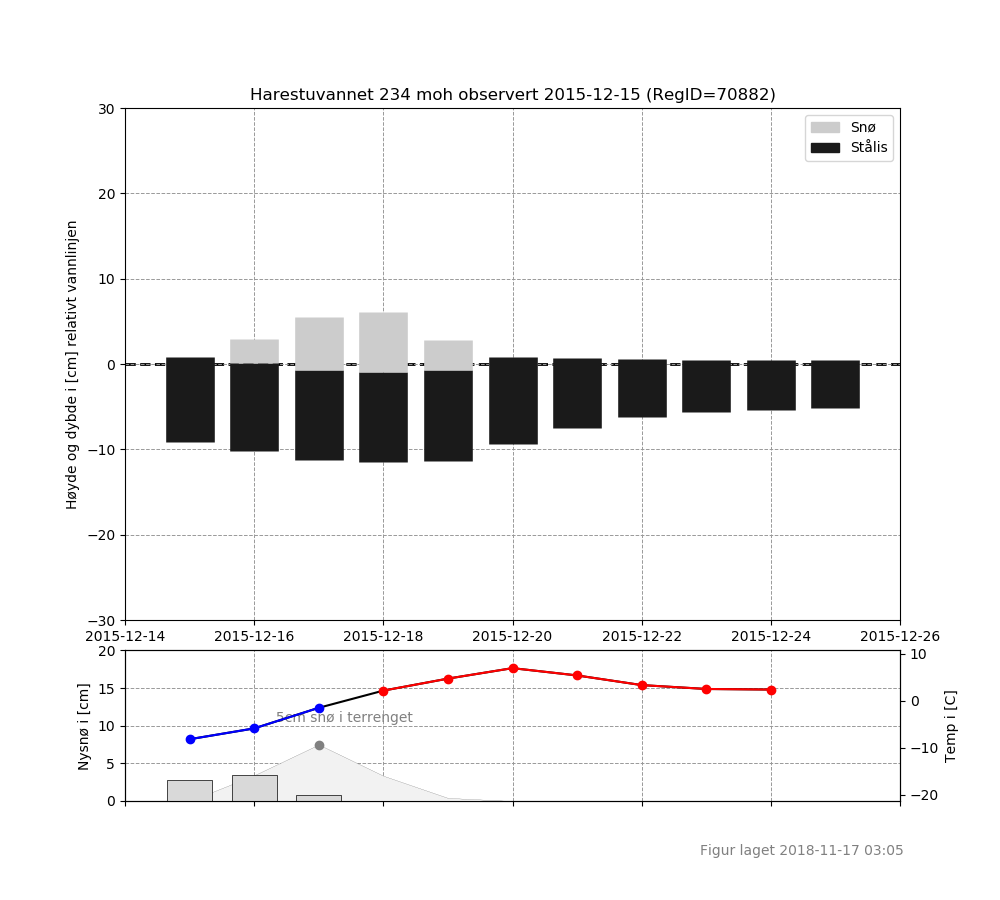 Harestuvannet 234 moh observert 2015-12-15 (RegID=70882)
Høyde og dybde i [cm] relativt vannlinjen
30
20
10
0
−10
−20
−30
Snø
Stålis
2015-12-14 2015-12-16 2015-12-18 2015-12-20 2015-12-22 2015-12-24 2015-12-26
Nysnø i [cm]
20
15
10
5
0
5cm snø i terrenget
10
0
−10
−20
Temp i [C]
Figur laget 2018-11-17 03:05